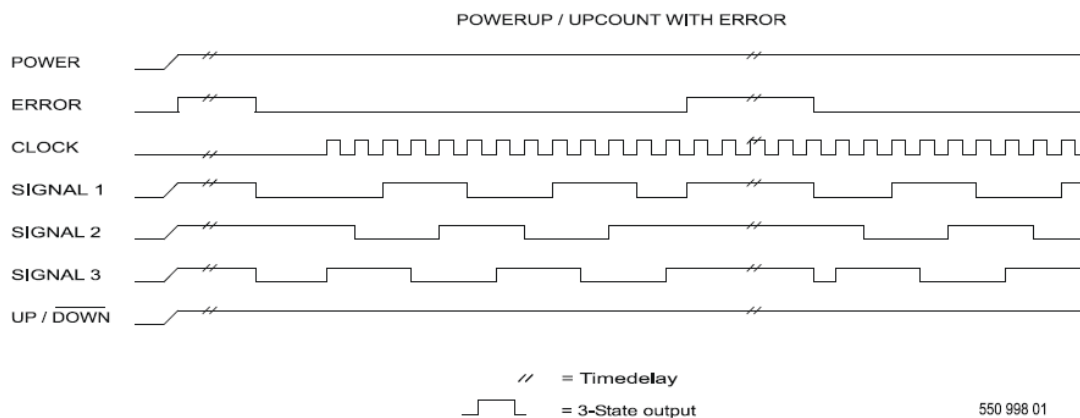 POWERUP / UPCOUNT WITH ERROR
POWER
ERROR
CLOCK
SIGNAL 1
SIGNAL 2
SIGNAL 3
UP / DOWN
// = Timedelay
= 3-State output
550 998 01